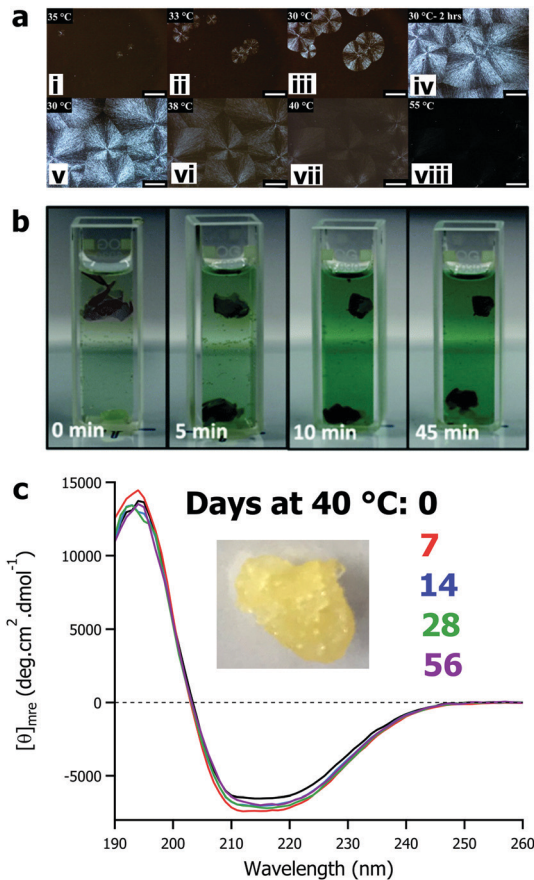 a
35 °C
33 °C
30 °C
30 °C- 2 hrs
i
ii
iii
iv
30 °C
38 °C
40 °C
55 °C
v
vi
vii
viii
b
0 min
5 min
10 min
45 min
c
Days at 40 °C: 0
7
14
28
56
15000
10000
5000
0
-5000
[θ]mre (deg.cm².dmol⁻¹)
190
200
210
220
230
240
250
260
Wavelength (nm)